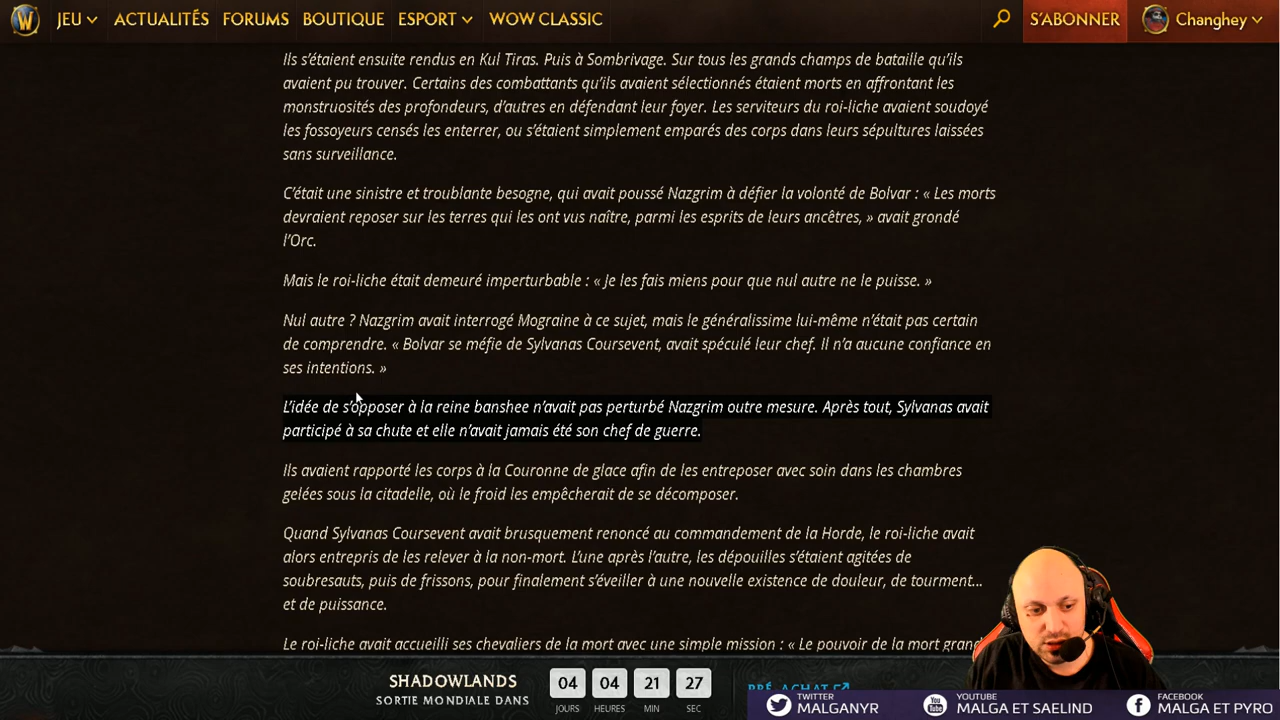 JEU ACTUALITÉS FORUMS BOUTIQUE ESPORT WOW CLASSIC S'ABONNER Changhey
Ils s'étaient ensuite rendus en Kul Tiras. Puis à Sombrivage. Sur tous les grands champs de bataille qu'ils
avaient pu trouver. Certains des combattants qu'ils avaient sélectionnés étaient morts en affrontant les
monstruosités des profondeurs, d'autres en défendant leur foyer. Les serviteurs du roi-liche avaient soudoyé
les fossoyeurs censés les enterrer, ou s'étaient simplement emparés des corps dans leurs sépultures laissées
sans surveillance.
C'était une sinistre et troublante besogne, qui avait poussé Nazgrim à défier la volonté de Bolvar : « Les morts
devraient reposer sur les terres qui les ont vus naître, parmi les esprits de leurs ancêtres, » avait grondé
l'Orc.
Mais le roi-liche était demeuré imperturbable : « Je les fais miens pour que nul autre ne le puisse. »
Nul autre ? Nazgrim avait interrogé Mograine à ce sujet, mais le généralissime lui-même n'était pas certain
de comprendre. « Bolvar se méfie de Sylvanas Coursevent, avait spéculé leur chef. Il n'a aucune confiance en
ses intentions. »
L'idée de s'opposer à la reine banshee n'avait pas perturbé Nazgrim outre mesure. Après tout, Sylvanas avait
participé à sa chute et elle n'avait jamais été son chef de guerre.
Ils avaient rapporté les corps à la Couronne de glace afin de les entreposer avec soin dans les chambres
gelées sous la citadelle, où le froid les empêcherait de se décomposer.
Quand Sylvanas Coursevent avait brusquement renoncé au commandement de la Horde, le roi-liche avait
alors entrepris de les relever à la non-mort. L'une après l'autre, les dépouilles s'étaient agitées de
soubresauts, puis de frissons, pour finalement s'éveiller à une nouvelle existence de douleur, de tourment...
et de puissance.
Le roi-liche avait accueilli ses chevaliers de la mort avec une simple mission : « Le pouvoir de la mort
SHADOWLANDS
SORTIE MONDIALE DANS
04 04 21 27
JOURS HEURES MIN SEC
PRÉ-ACHAT
TWITTER
MALGANYR
YOUTUBE
MALGA ET SAELIND
FACEBOOK
MALGA ET PYRO